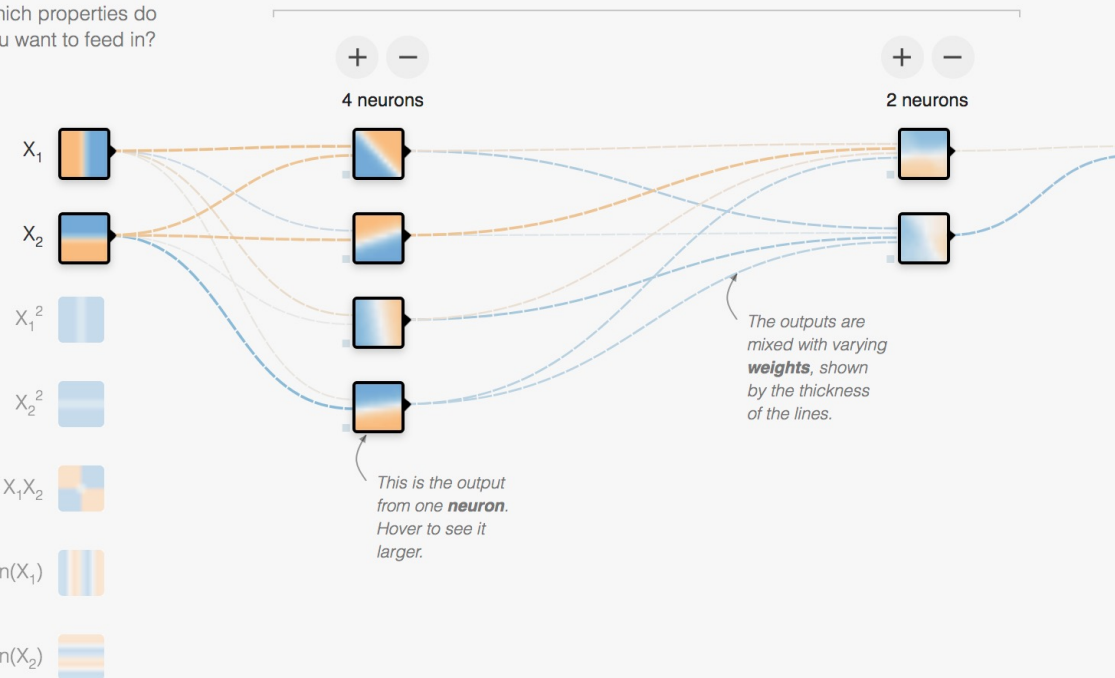 hich properties do
u want to feed in?
+ −
+ −
4 neurons
2 neurons
X₁
X₂
X₁²
X₂²
X₁X₂
n(X₁)
n(X₂)
The outputs are
mixed with varying
weights, shown
by the thickness
of the lines.
This is the output
from one neuron.
Hover to see it
larger.